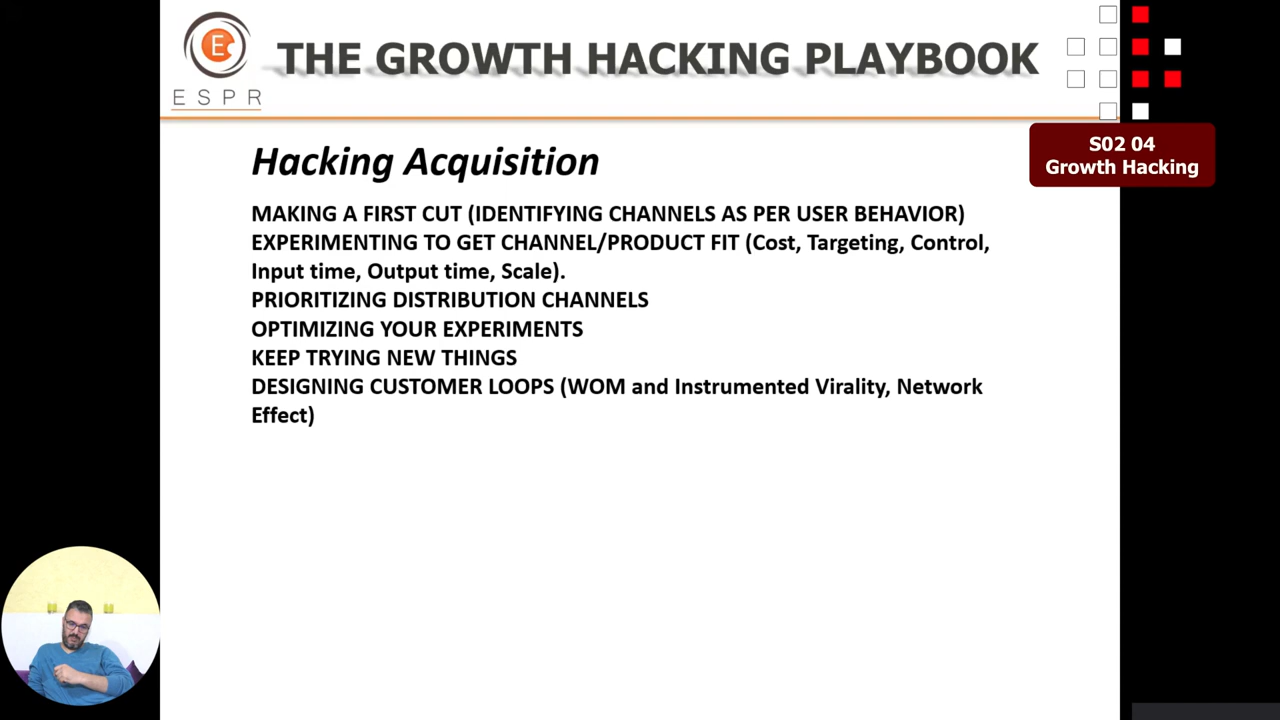 E
ESPR
THE GROWTH HACKING PLAYBOOK
S02 04
Growth Hacking
Hacking Acquisition
MAKING A FIRST CUT (IDENTIFYING CHANNELS AS PER USER BEHAVIOR)
EXPERIMENTING TO GET CHANNEL/PRODUCT FIT (Cost, Targeting, Control,
Input time, Output time, Scale).
PRIORITIZING DISTRIBUTION CHANNELS
OPTIMIZING YOUR EXPERIMENTS
KEEP TRYING NEW THINGS
DESIGNING CUSTOMER LOOPS (WOM and Instrumented Virality, Network
Effect)